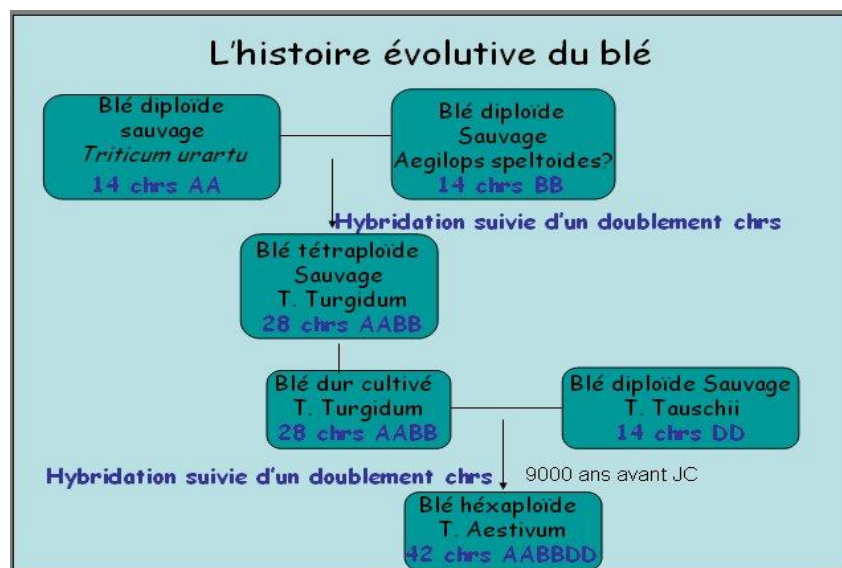 L'histoire évolutive du blé
Blé diploïde
sauvage
Triticum urartu
14 chrs AA
Blé diploïde
Sauvage
Aegilops speltoides?
14 chrs BB
Hybridation suivie d'un doublement chrs
Blé tétraploïde
Sauvage
T. Turgidum
28 chrs AABB
Blé dur cultivé
T. Turgidum
28 chrs AABB
Blé diploïde Sauvage
T. Tauschii
14 chrs DD
Hybridation suivie d'un doublement chrs
9000 ans avant JC
Blé héxaploïde
T. Aestivum
42 chrs AABBDD